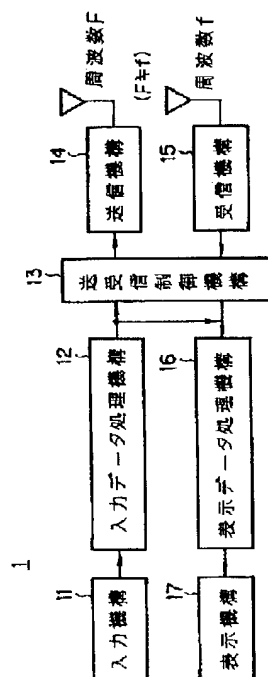 1
11
入力機構
12
入力データ処理機構
13
送受信制御機構
14
送信機構
周波数F
(F≒f)
周波数f
15
受信機構
16
表示データ処理機構
17
表示機構